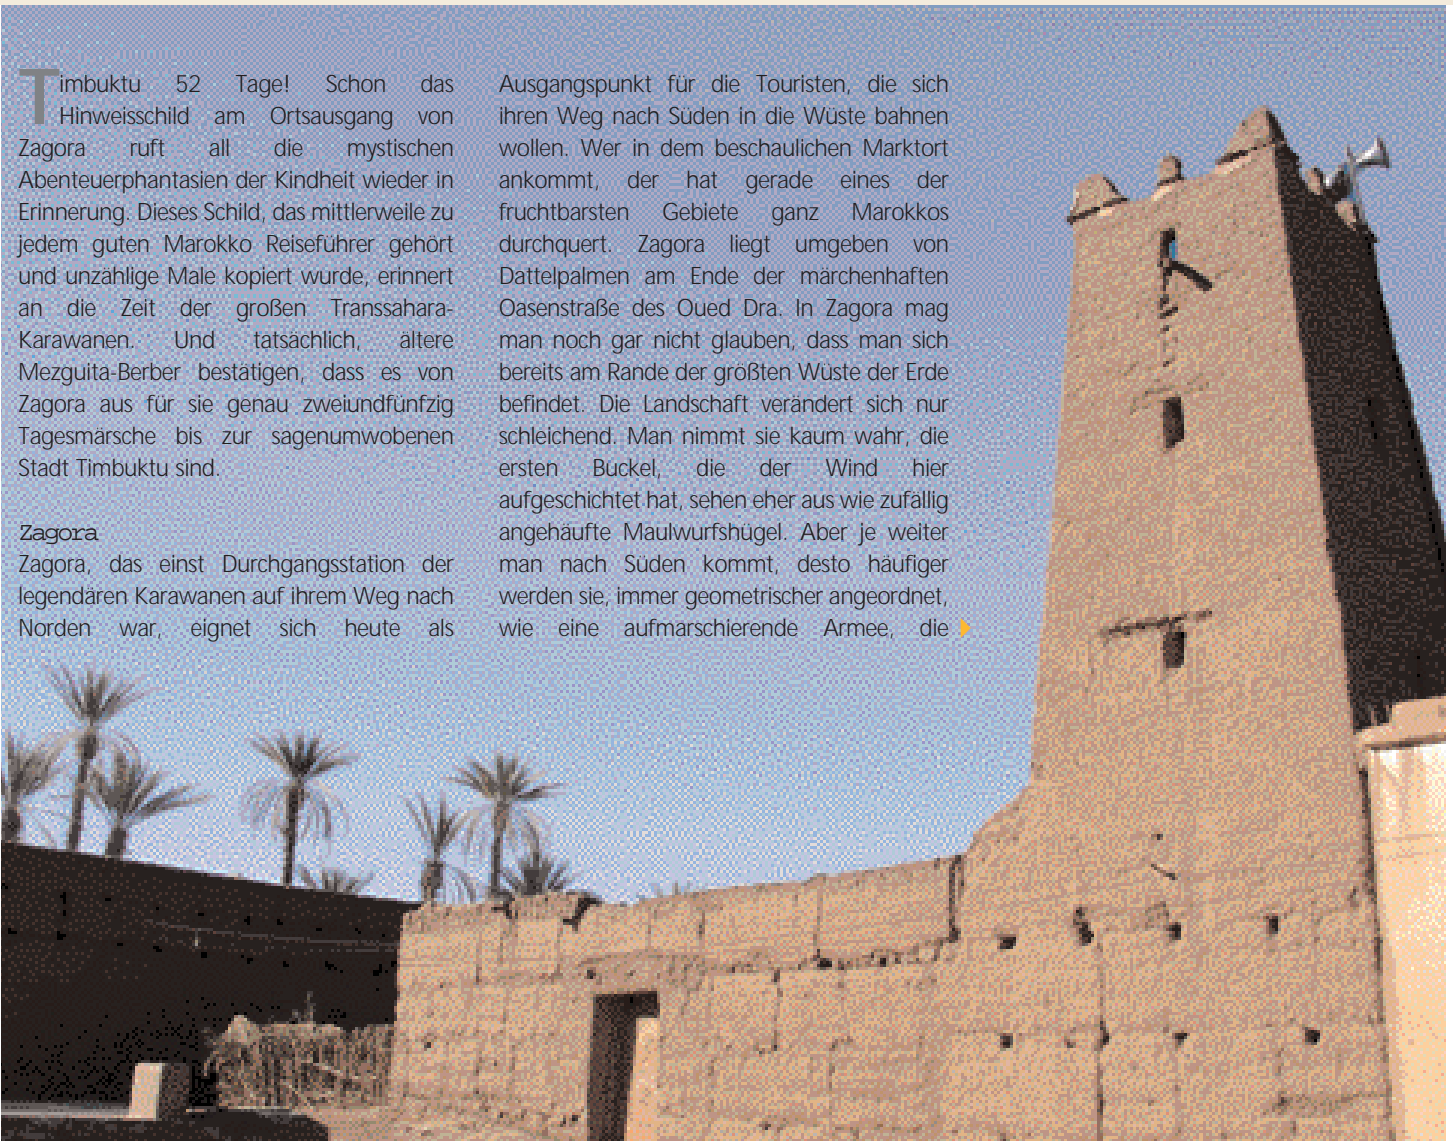 Timbuktu 52 Tage! Schon das
Hinweisschild am Ortsausgang von
Zagora ruft all die mystischen
Abenteuerphantasien der Kindheit wieder in
Erinnerung. Dieses Schild, das mittlerweile zu
jedem guten Marokko Reiseführer gehört
und unzählige Male kopiert wurde, erinnert
an die Zeit der großen Transsahara-
Karawanen. Und tatsächlich, ältere
Mezguita-Berber bestätigen, dass es von
Zagora aus für sie genau zweiundfünfzig
Tagesmärsche bis zur sagenumwobenen
Stadt Timbuktu sind.
Zagora
Zagora, das einst Durchgangsstation der
legendären Karawanen auf ihrem Weg nach
Norden war, eignet sich heute als
Ausgangspunkt für die Touristen, die sich
ihren Weg nach Süden in die Wüste bahnen
wollen. Wer in dem beschaulichen Marktort
ankommt, der hat gerade eines der
fruchtbarsten Gebiete ganz Marokkos
durchquert. Zagora liegt umgeben von
Dattelpalmen am Ende der märchenhaften
Oasenstraße des Oued Dra. In Zagora mag
man noch gar nicht glauben, dass man sich
bereits am Rande der größten Wüste der Erde
befindet. Die Landschaft verändert sich nur
schleichend. Man nimmt sie kaum wahr, die
ersten Buckel, die der Wind hier
aufgeschichtet hat, sehen eher aus wie zufällig
angehäufte Maulwurfshügel. Aber je weiter
man nach Süden kommt, desto häufiger
werden sie, immer geometrischer angeordnet,
wie eine aufmarschierende Armee, die